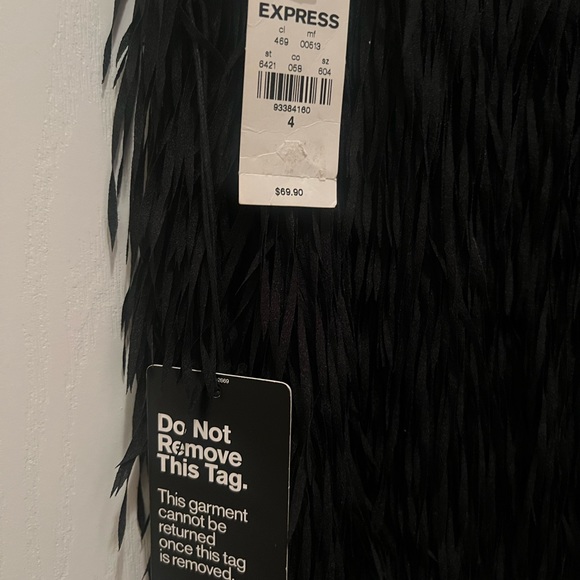 EXPRESS
cl mf
469 00513
st co sz
6421 058 604
93384160
4
$69.90
Do Not
Remove
This Tag.
This garment
cannot be
returned
once this tag
is removed.